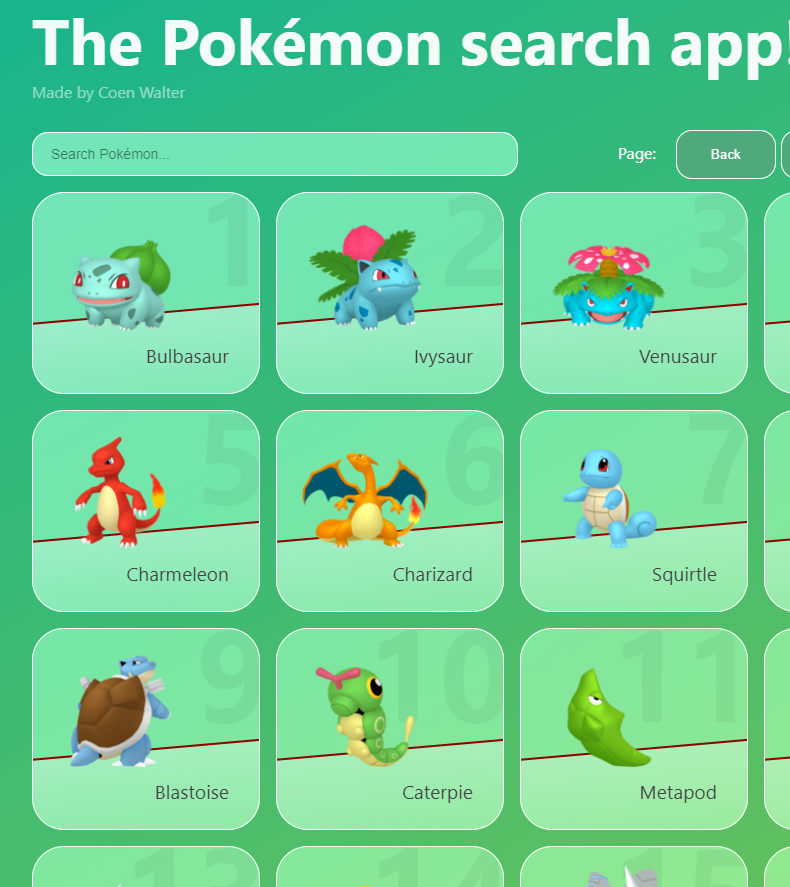 The Pokémon search app!
Made by Coen Walter
Search Pokémon...
Page: Back
1 2 3
Bulbasaur Ivysaur Venusaur
5 6 7
Charmeleon Charizard Squirtle
9 10 11
Blastoise Caterpie Metapod
13 14 15